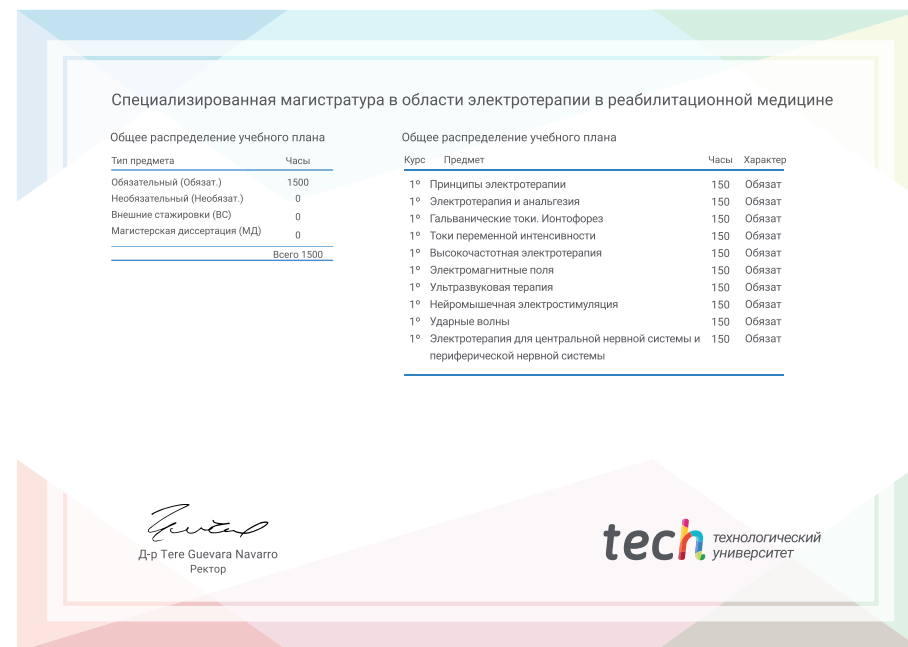 Специализированная магистратура в области электротерапии в реабилитационной медицине
Общее распределение учебного плана
Тип предмета Часы
Обязательный (Обязат.) 1500
Необязательный (Необязат.) 0
Внешние стажировки (ВС) 0
Магистерская диссертация (МД) 0
Всего 1500
Общее распределение учебного плана
Курс Предмет Часы Характер
1º Принципы электротерапии 150 Обязат
1º Электротерапия и анальгезия 150 Обязат
1º Гальванические токи. Ионтофорез 150 Обязат
1º Токи переменной интенсивности 150 Обязат
1º Высокочастотная электротерапия 150 Обязат
1º Электромагнитные поля 150 Обязат
1º Ультразвуковая терапия 150 Обязат
1º Нейромышечная электростимуляция 150 Обязат
1º Ударные волны 150 Обязат
1º Электротерапия для центральной нервной системы и 150 Обязат
периферической нервной системы
Д-р Tere Guevara Navarro
Ректор
tech технологический
университет